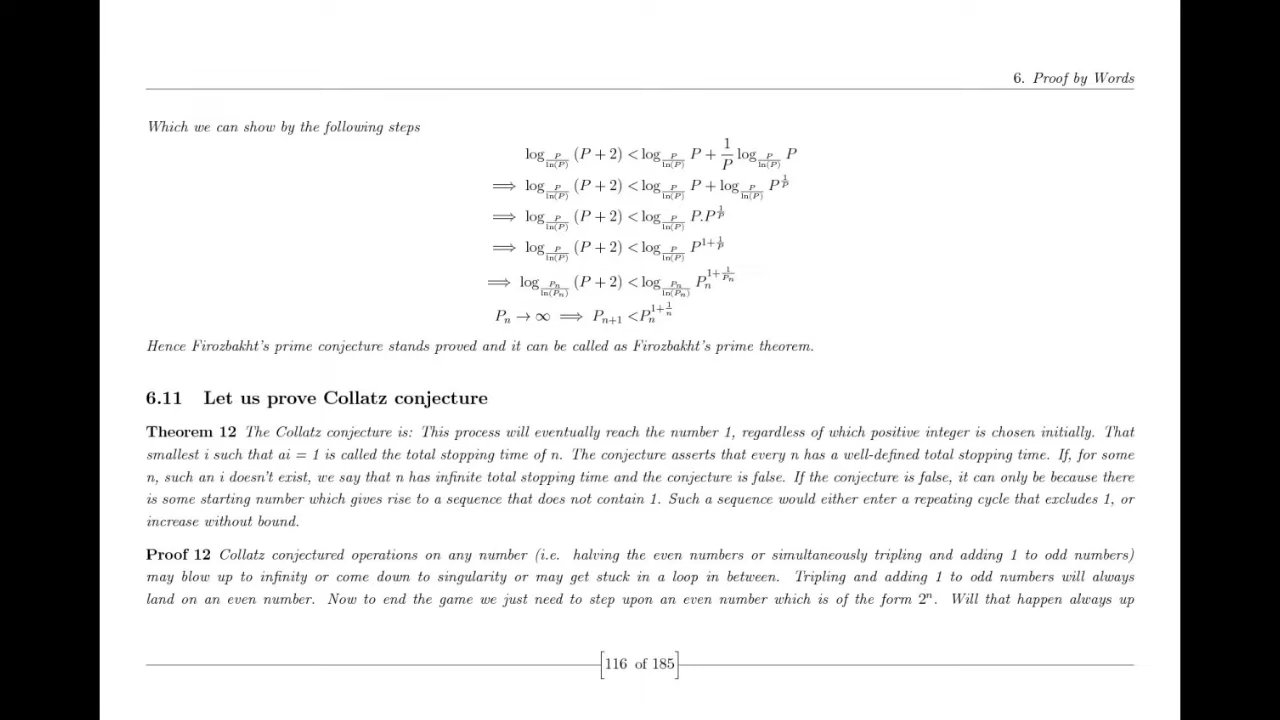 6. Proof by Words
Which we can show by the following steps
log_{P/ln(P)} (P + 2) < log_{P/ln(P)} P + 1/P log_{P/ln(P)} P
⟹ log_{P/ln(P)} (P + 2) < log_{P/ln(P)} P + log_{P/ln(P)} P^{1/P}
⟹ log_{P/ln(P)} (P + 2) < log_{P/ln(P)} P.P^{1/P}
⟹ log_{P/ln(P)} (P + 2) < log_{P/ln(P)} P^{1+1/P}
⟹ log_{P_n/ln(P_n)} (P + 2) < log_{P_n/ln(P_n)} P_n^{1+1/P_n}
P_n → ∞ ⟹ P_{n+1} < P_n^{1+1/n}
Hence Firozbakht's prime conjecture stands proved and it can be called as Firozbakht's prime theorem.
6.11 Let us prove Collatz conjecture
Theorem 12 The Collatz conjecture is: This process will eventually reach the number 1, regardless of which positive integer is chosen initially. That
smallest i such that ai = 1 is called the total stopping time of n. The conjecture asserts that every n has a well-defined total stopping time. If, for some
n, such an i doesn't exist, we say that n has infinite total stopping time and the conjecture is false. If the conjecture is false, it can only be because there
is some starting number which gives rise to a sequence that does not contain 1. Such a sequence would either enter a repeating cycle that excludes 1, or
increase without bound.
Proof 12 Collatz conjectured operations on any number (i.e. halving the even numbers or simultaneously tripling and adding 1 to odd numbers)
may blow up to infinity or come down to singularity or may get stuck in a loop in between. Tripling and adding 1 to odd numbers will always
land on an even number. Now to end the game we just need to step upon an even number which is of the form 2^n. Will that happen always up
[116 of 185]